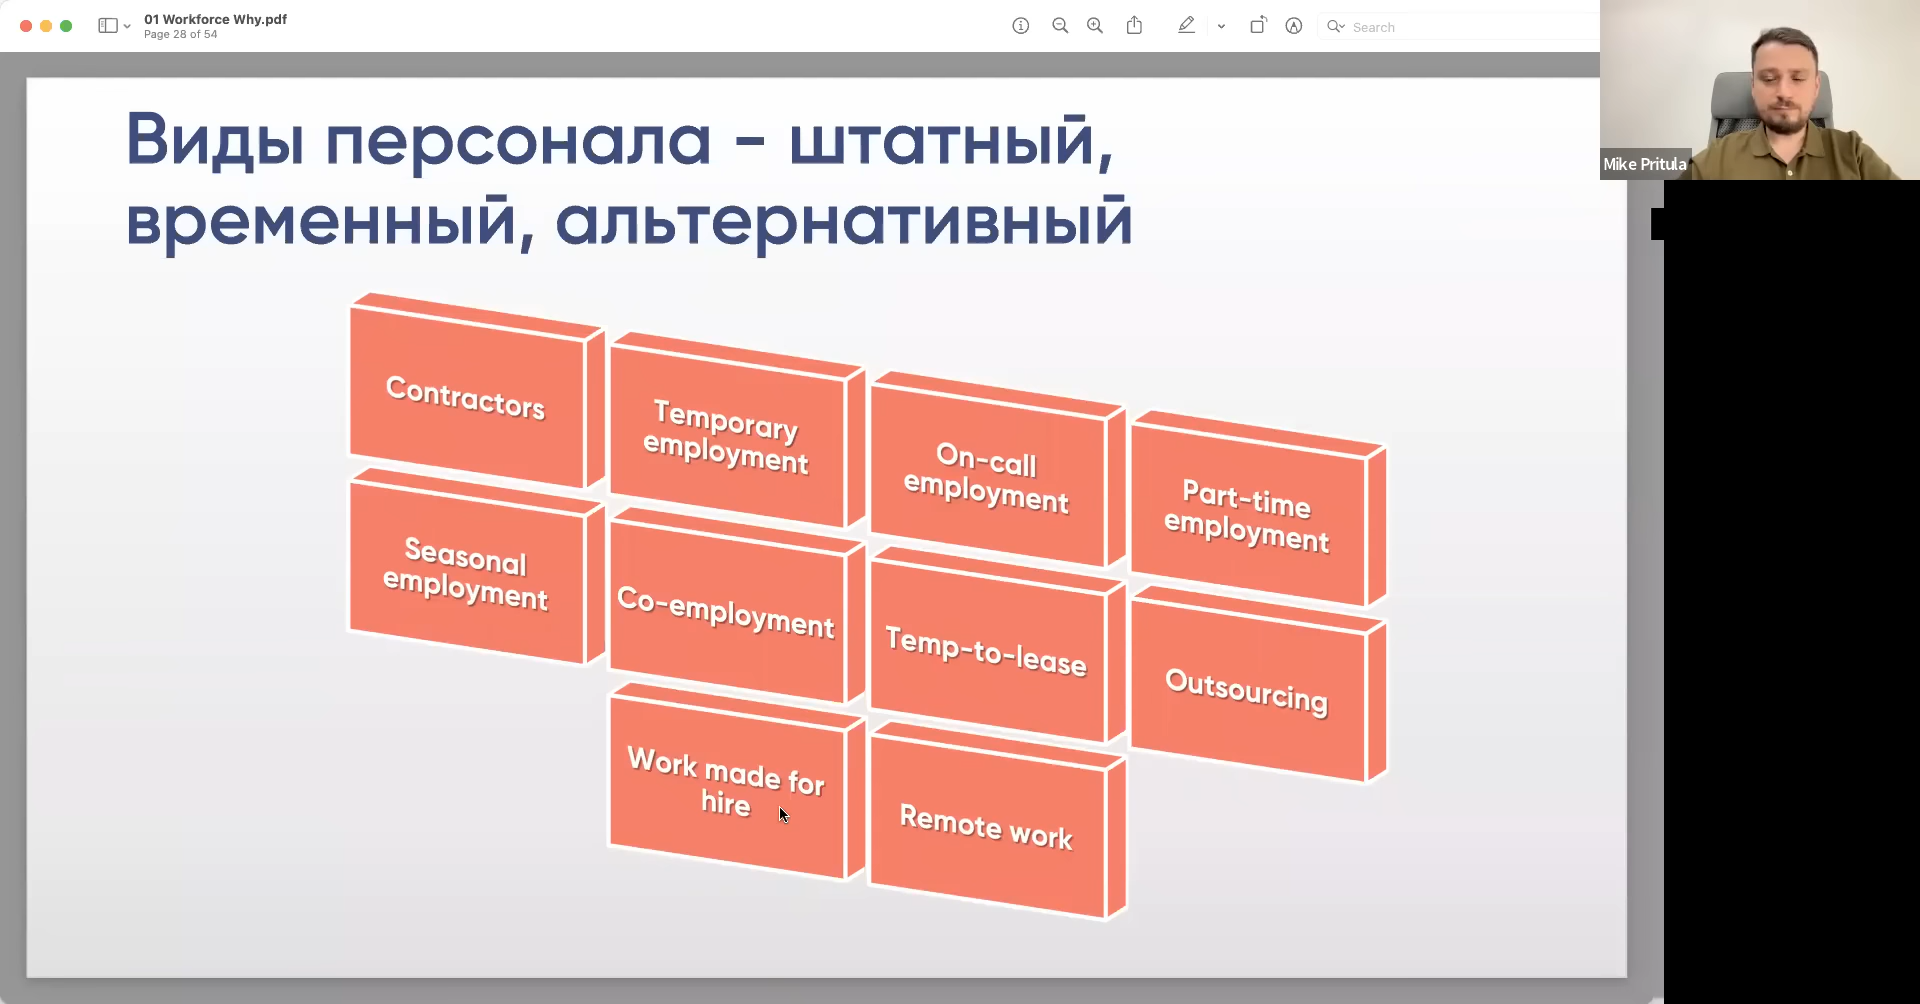 01 Workforce Why.pdf
Page 28 of 54
Search
Mike Pritula
Виды персонала - штатный,
временный, альтернативный
Contractors
Temporary
employment
On-call
employment
Part-time
employment
Seasonal
employment
Co-employment
Temp-to-lease
Outsourcing
Work made for
hire
Remote work